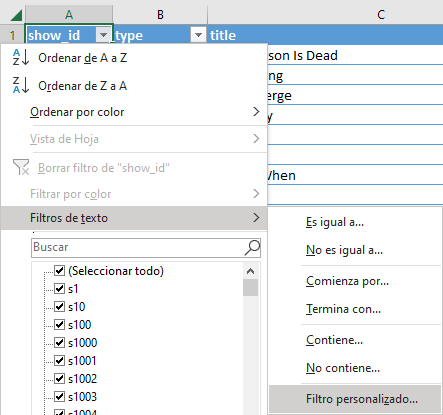 A B C
1 show_id type title
Ordenar de A a Z
son Is Dead
ng
Ordenar de Z a A
erge
Ordenar por color
y
Vista de Hoja
Borrar filtro de "show_id"
When
Filtrar por color
Filtros de texto
Es igual a...
Buscar
No es igual a...
(Seleccionar todo)
s1
Comienza por...
s10
Termina con...
s100
s1000
Contiene...
s1001
No contiene...
s1002
s1003
Filtro personalizado...
s1004